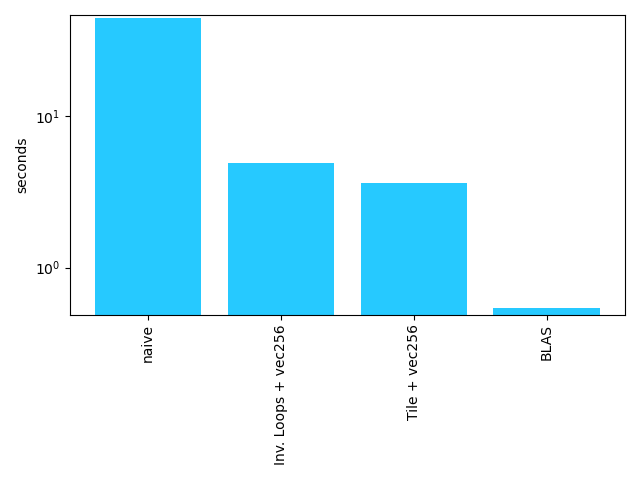 seconds
10¹
10⁰
naive
Inv. Loops + vec256
Tile + vec256
BLAS